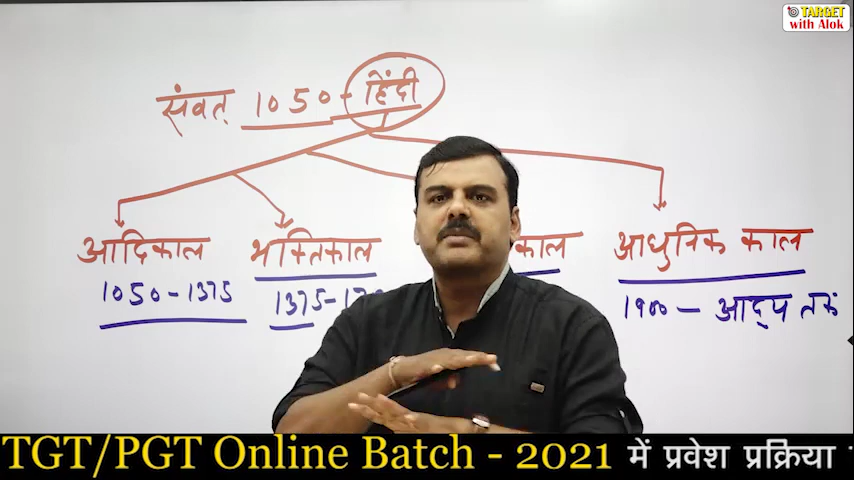 TARGET
with Alok
संवत् 1050 - हिंदी
आदिकाल भक्तिकाल काल आधुनिक काल
1050 - 1375 1375 - 1900 - आद्य तक
TGT/PGT Online Batch - 2021 में प्रवेश प्रक्रिया